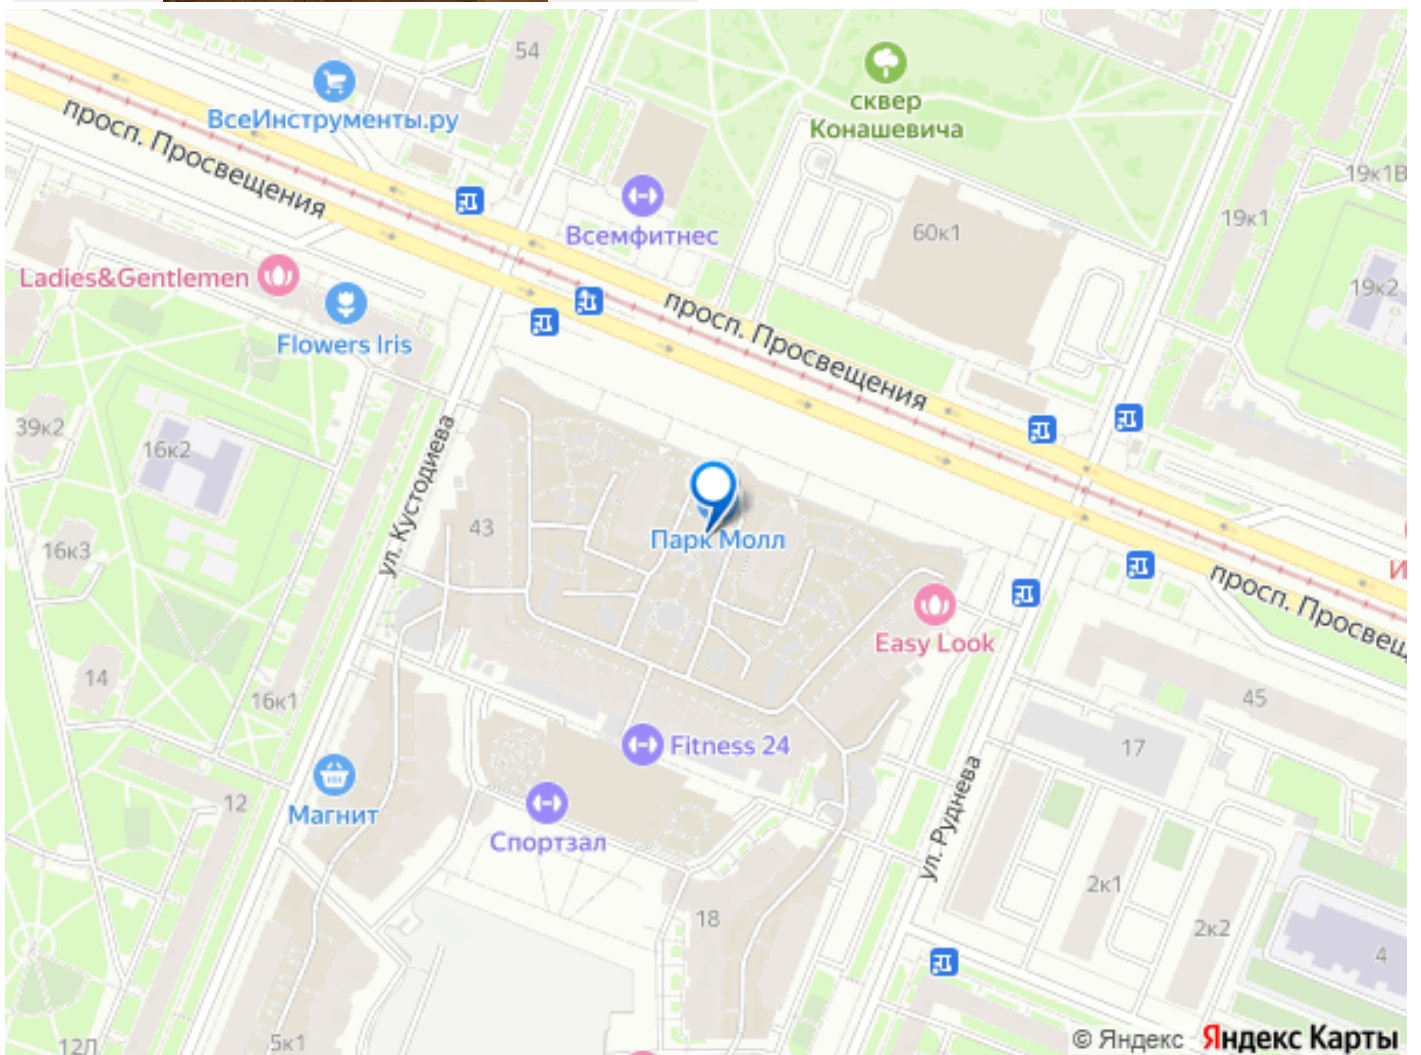 54
ВсеИнструменты.ру
сквер
Конашевича
просп. Просвещения
19к1В
19к1
Всемфитнес
60к1
Ladies&Gentlemen
19к2
просп. Просвещения
Flowers Iris
39к2
16к2
ул. Кустодиева
43
Парк Молл
16к3
просп. Просвещ
Easy Look
14
16к1
45
17
Fitness 24
Магнит
12
Спортзал
ул. Руднева
2к1
18
2к2
4
5к1
12Л
© Яндекс Яндекс Карты